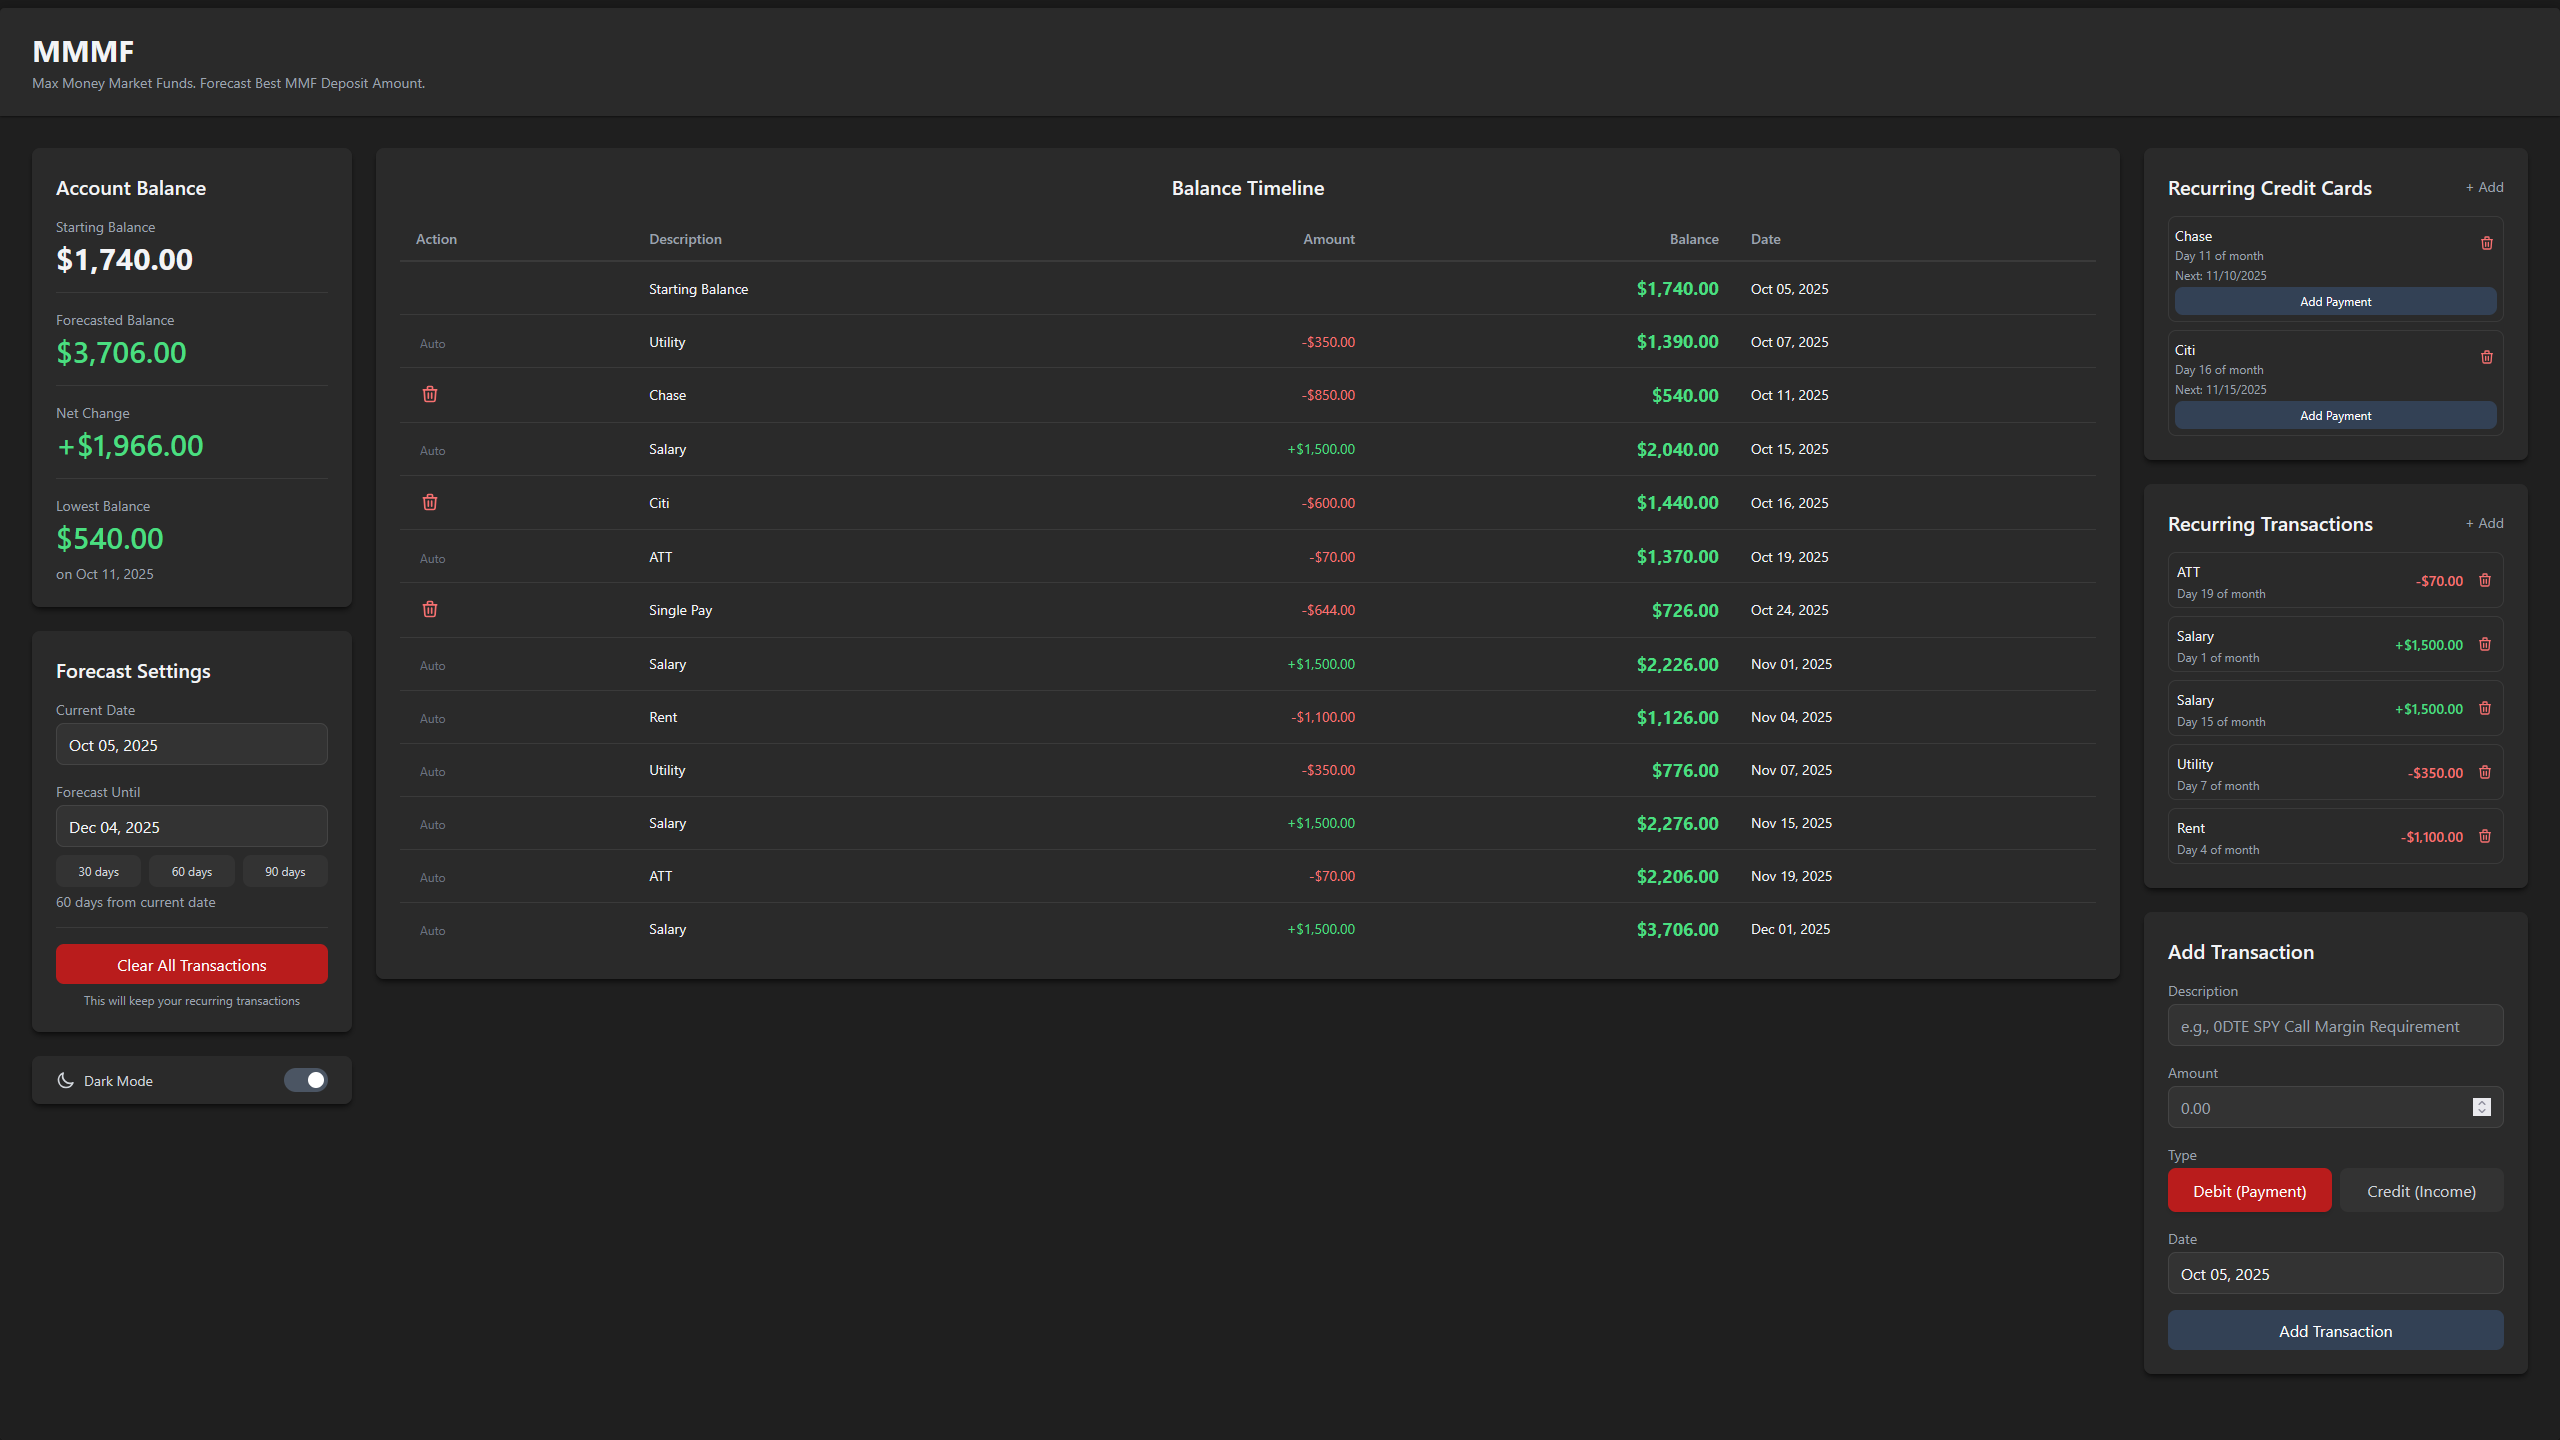 MMMF
Max Money Market Funds. Forecast Best MMF Deposit Amount.
Account Balance
Starting Balance
$1,740.00
Forecasted Balance
$3,706.00
Net Change
+$1,966.00
Lowest Balance
$540.00
on Oct 11, 2025
Forecast Settings
Current Date
Oct 05, 2025
Forecast Until
Dec 04, 2025
30 days 60 days 90 days
60 days from current date
Clear All Transactions
This will keep your recurring transactions
Dark Mode
Balance Timeline
Action Description Amount Balance Date
Starting Balance $1,740.00 Oct 05, 2025
Auto Utility -$350.00 $1,390.00 Oct 07, 2025
Chase -$850.00 $540.00 Oct 11, 2025
Auto Salary +$1,500.00 $2,040.00 Oct 15, 2025
Citi -$600.00 $1,440.00 Oct 16, 2025
Auto ATT -$70.00 $1,370.00 Oct 19, 2025
Single Pay -$644.00 $726.00 Oct 24, 2025
Auto Salary +$1,500.00 $2,226.00 Nov 01, 2025
Auto Rent -$1,100.00 $1,126.00 Nov 04, 2025
Auto Utility -$350.00 $776.00 Nov 07, 2025
Auto Salary +$1,500.00 $2,276.00 Nov 15, 2025
Auto ATT -$70.00 $2,206.00 Nov 19, 2025
Auto Salary +$1,500.00 $3,706.00 Dec 01, 2025
Recurring Credit Cards + Add
Chase
Day 11 of month
Next: 11/10/2025
Add Payment
Citi
Day 16 of month
Next: 11/15/2025
Add Payment
Recurring Transactions + Add
ATT -$70.00
Day 19 of month
Salary +$1,500.00
Day 1 of month
Salary +$1,500.00
Day 15 of month
Utility -$350.00
Day 7 of month
Rent -$1,100.00
Day 4 of month
Add Transaction
Description
e.g., 0DTE SPY Call Margin Requirement
Amount
0.00
Type
Debit (Payment) Credit (Income)
Date
Oct 05, 2025
Add Transaction